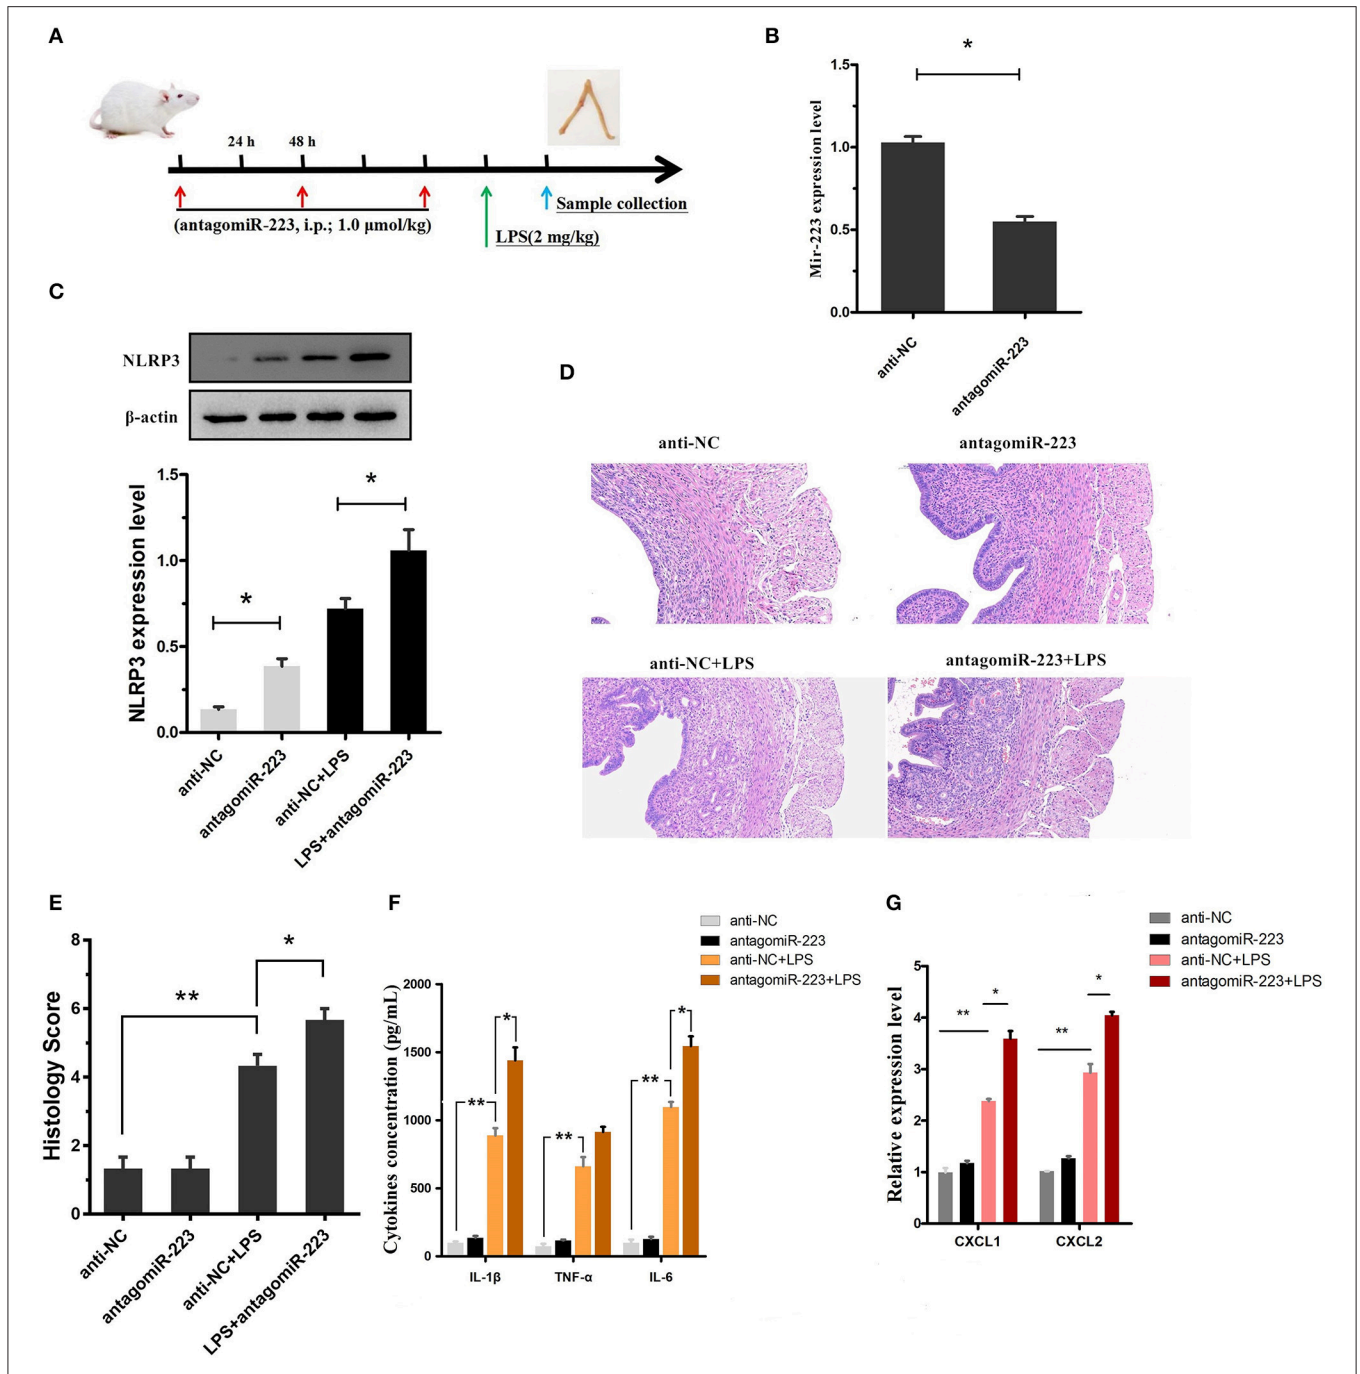 A
24 h
48 h
(antagomiR-223, i.p.; 1.0 μmol/kg)
LPS(2 mg/kg)
Sample collection
B
*
Mir-223 expression level
1.5
1.0
0.5
0.0
anti-NC
antagomiR-223
C
NLRP3
β-actin
NLRP3 expression level
1.5
1.0
0.5
0.0
*
*
anti-NC
antagomiR-223
anti-NC+LPS
LPS+antagomiR-223
D
anti-NC
antagomiR-223
anti-NC+LPS
antagomiR-223+LPS
E
Histology Score
8
6
4
2
0
**
*
anti-NC
antagomiR-223
anti-NC+LPS
LPS+antagomiR-223
F
anti-NC
antagomiR-223
anti-NC+LPS
antagomiR-223+LPS
Cytokines concentration (pg/mL)
2000
1500
1000
500
0
**
*
**
**
*
IL-1β
TNF-α
IL-6
G
anti-NC
antagomiR-223
anti-NC+LPS
antagomiR-223+LPS
Relative expression level
5
4
3
2
1
0
**
*
**
*
CXCL1
CXCL2